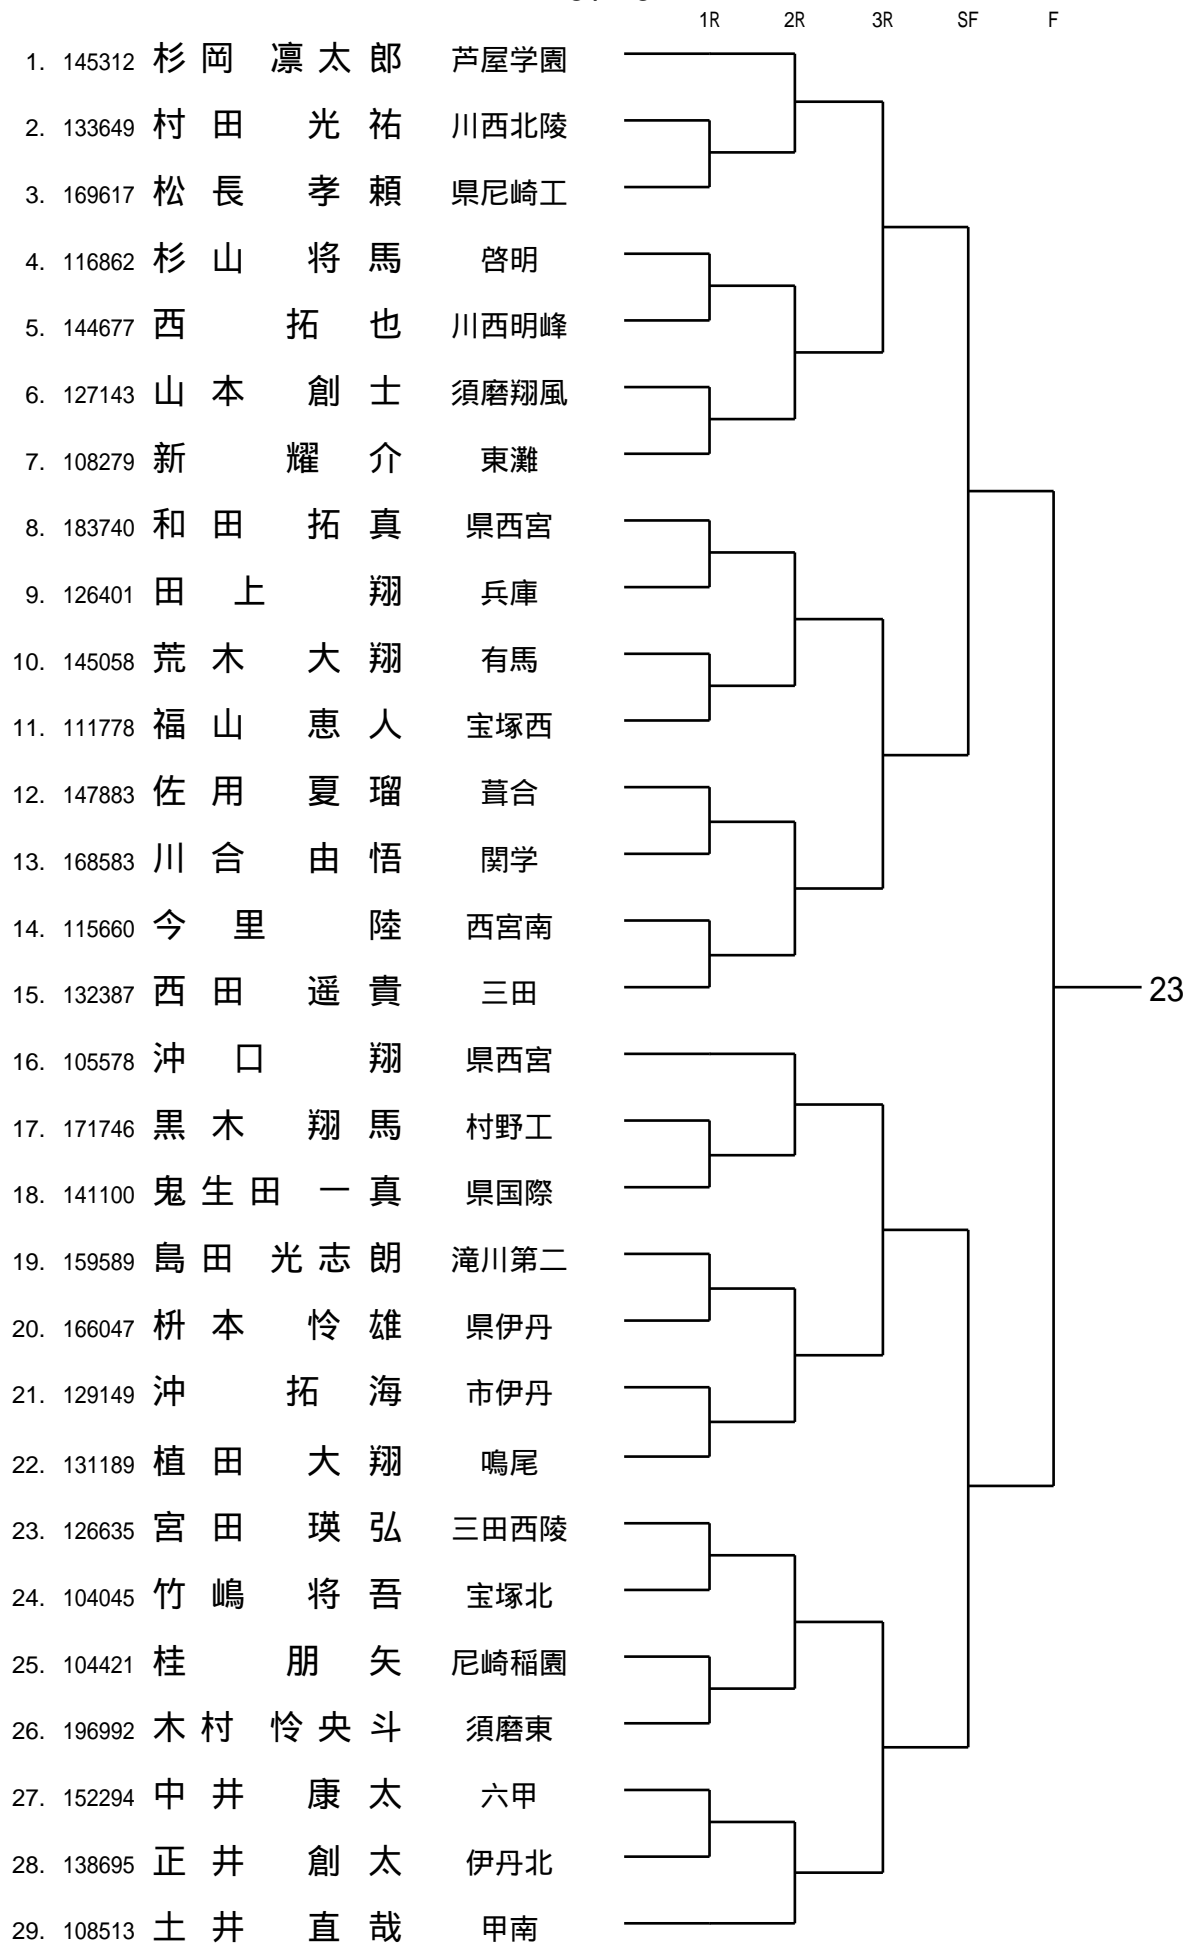 1R 2R 3R SF F
1. 145312 杉岡 凛太郎 芦屋学園
2. 133649 村田 光祐 川西北陵
3. 169617 松長 孝頼 県尼崎工
4. 116862 杉山 将馬 啓明
5. 144677 西 拓也 川西明峰
6. 127143 山本 創士 須磨翔風
7. 108279 新 耀介 東灘
8. 183740 和田 拓真 県西宮
9. 126401 田上 翔 兵庫
10. 145058 荒木 大翔 有馬
11. 111778 福山 恵人 宝塚西
12. 147883 佐用 夏瑠 葺合
13. 168583 川合 由悟 関学
14. 115660 今里 陸 西宮南
15. 132387 西田 遥貴 三田
23
16. 105578 沖口 翔 県西宮
17. 171746 黒木 翔馬 村野工
18. 141100 鬼生田 一真 県国際
19. 159589 島田 光志朗 滝川第二
20. 166047 枡本 怜雄 県伊丹
21. 129149 沖 拓海 市伊丹
22. 131189 植田 大翔 鳴尾
23. 126635 宮田 瑛弘 三田西陵
24. 104045 竹嶋 将吾 宝塚北
25. 104421 桂 朋矢 尼崎稲園
26. 196992 木村 怜央斗 須磨東
27. 152294 中井 康太 六甲
28. 138695 正井 創太 伊丹北
29. 108513 土井 直哉 甲南